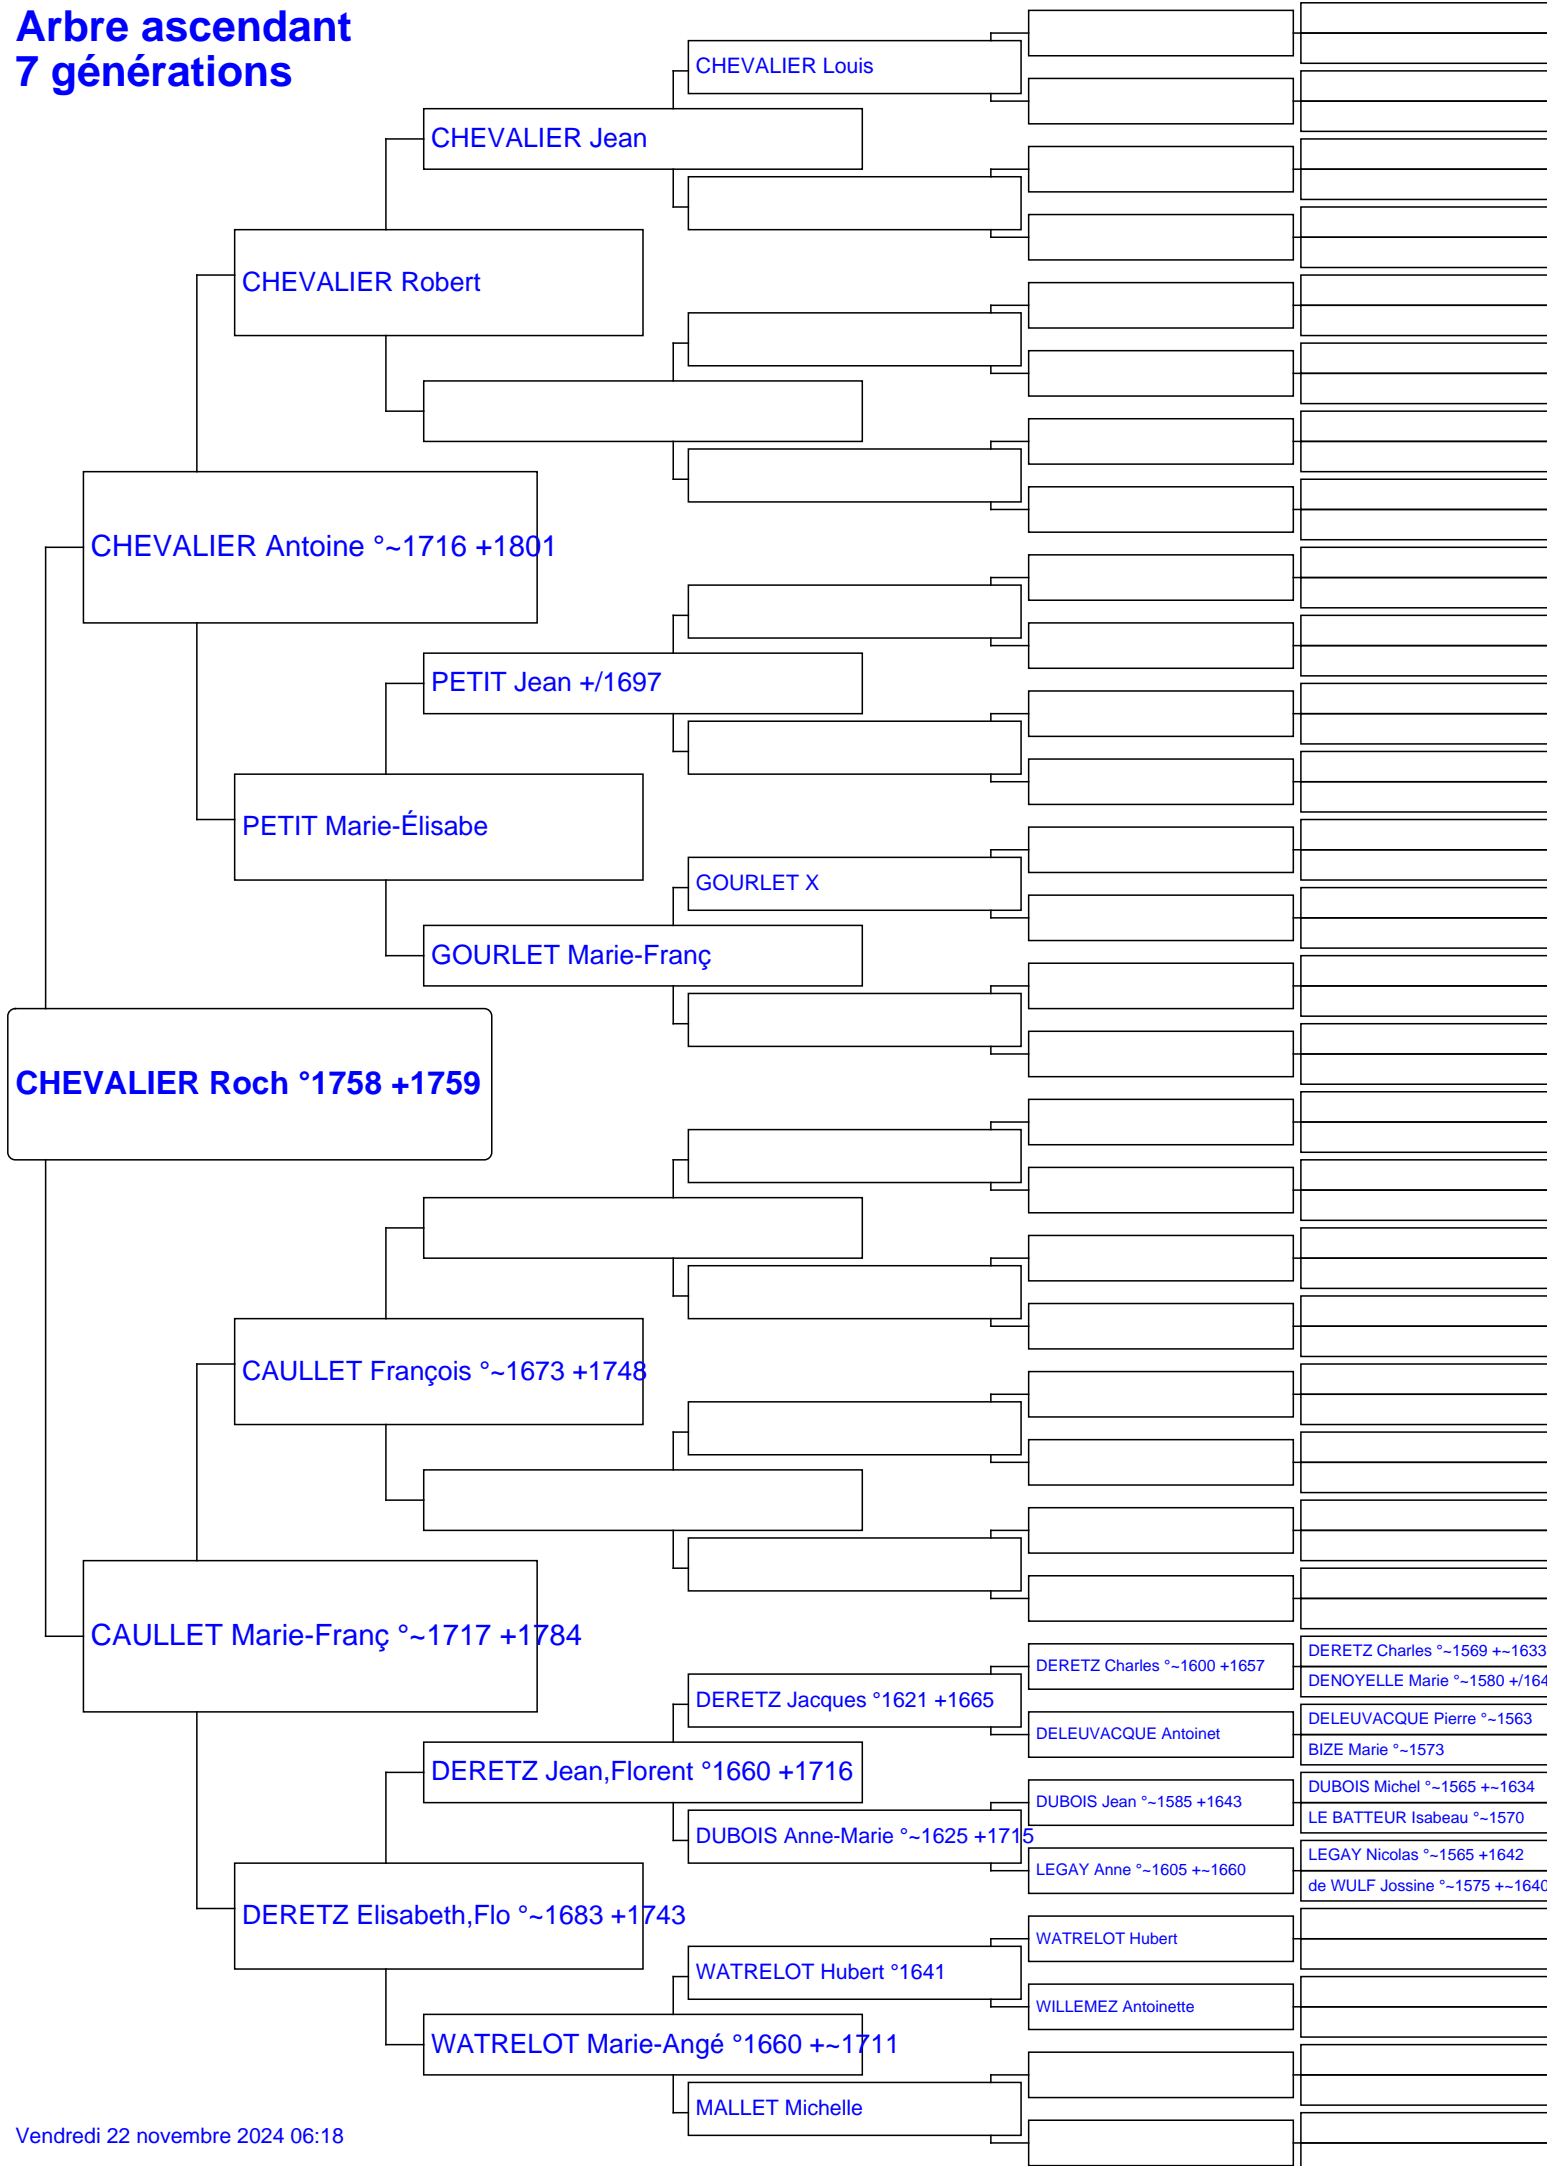 Arbre ascendant
7 générations
CHEVALIER Louis
CHEVALIER Jean
CHEVALIER Robert
CHEVALIER Antoine °~1716 +1801
PETIT Jean +/1697
PETIT Marie-Élisabe
GOURLET X
GOURLET Marie-Franç
CHEVALIER Roch °1758 +1759
CAULLET François °~1673 +1748
CAULLET Marie-Franç °~1717 +1784
DERETZ Charles °~1569 +~1633
DERETZ Charles °~1600 +1657
DENOYELLE Marie °~1580 +/164
DERETZ Jacques °1621 +1665
DELEUVACQUE Pierre °~1563
DELEUVACQUE Antoinet
BIZE Marie °~1573
DERETZ Jean,Florent °1660 +1716
DUBOIS Michel °~1565 +~1634
DUBOIS Jean °~1585 +1643
LE BATTEUR Isabeau °~1570
DUBOIS Anne-Marie °~1625 +1715
LEGAY Nicolas °~1565 +1642
LEGAY Anne °~1605 +~1660
de WULF Jossine °~1575 +~1640
DERETZ Elisabeth,Flo °~1683 +1743
WATRELOT Hubert
WATRELOT Hubert °1641
WILLEMEZ Antoinette
WATRELOT Marie-Angé °1660 +~1711
MALLET Michelle
Vendredi 22 novembre 2024 06:18